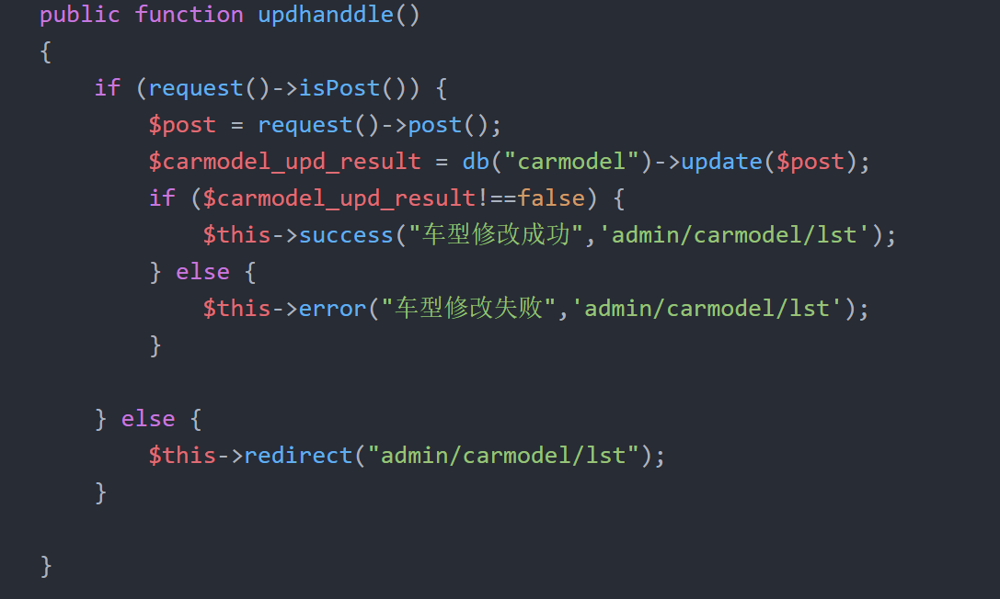 public function updhanddle()
{
    if (request()->isPost()) {
        $post = request()->post();
        $carmodel_upd_result = db("carmodel")->update($post);
        if ($carmodel_upd_result!==false) {
            $this->success("车型修改成功",'admin/carmodel/lst');
        } else {
            $this->error("车型修改失败",'admin/carmodel/lst');
        }
    } else {
        $this->redirect("admin/carmodel/lst");
    }
}